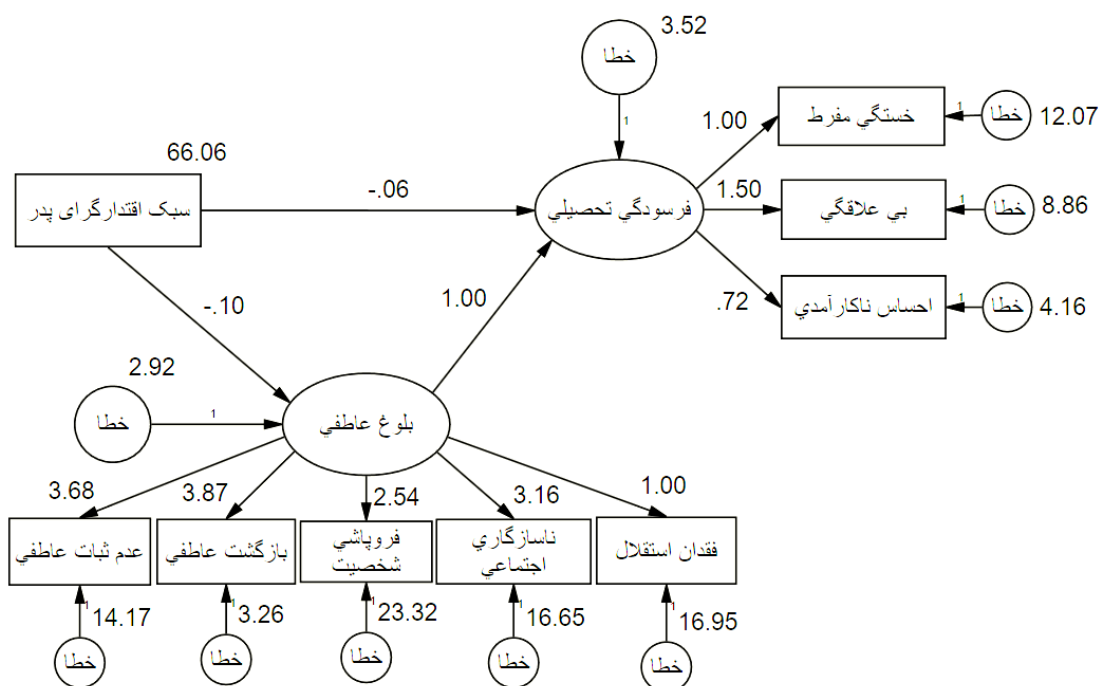 3.52
خطا
1
1.00
خستگي مفرط
1
خطا
12.07
66.06
سبک اقتدارگرای پدر
-.06
فرسودگي تحصيلي
1.50
بي علاقگي
1
خطا
8.86
-.10
1.00
.72
احساس ناکارآمدي
1
خطا
4.16
2.92
خطا
1
بلوغ عاطفي
3.68
3.87
2.54
3.16
1.00
عدم ثبات عاطفي
بازگشت عاطفي
فروپاشي
شخصيت
ناسازگاري
اجتماعي
فقدان استقلال
1
14.17
1
3.26
1
23.32
1
16.65
1
16.95
خطا
خطا
خطا
خطا
خطا